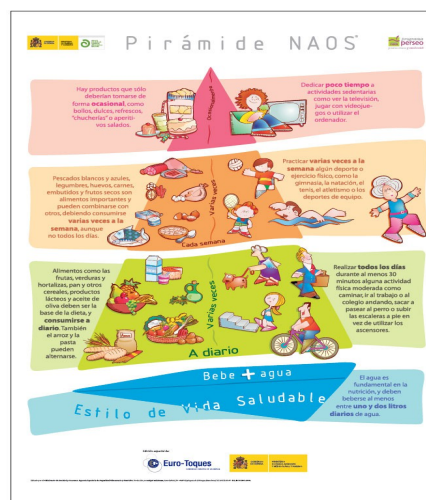 Pirámide NAOS
perseo
Hay productos que sólo
deberían tomarse de
forma ocasional, como
bollos, dulces, refrescos,
"chucherías" o aperiti-
vos salados.
Dedicar poco tiempo a
actividades sedentarias
como ver la televisión,
jugar con videojue-
gos o utilizar el
ordenador.
Pescados blancos y azules,
legumbres, huevos, carnes,
embutidos y frutos secos son
alimentos importantes y
pueden combinarse con
otros, debiendo consumirse
varias veces a la
semana, aunque
no todos los días.
Practicar varias veces a la
semana algún deporte o
ejercicio físico, como la
gimnasia, la natación, el
tenis, el atletismo o los
deportes de equipo.
Varias veces
Cada semana
Alimentos como las
frutas, verduras y
hortalizas, pan y otros
cereales, productos
lácteos y aceite de
oliva deben ser la
base de la dieta, y
consumirse a
diario. También
el arroz y la
pasta
pueden
alternarse.
Realizar todos los días
durante al menos 30
minutos alguna actividad
física moderada como
caminar, ir al trabajo o al
colegio andando, sacar a
pasear al perro o subir
las escaleras a pie en
vez de utilizar los
ascensores.
Varias veces
A diario
Bebe + agua
Estilo de Vida Saludable
El agua es
fundamental en la
nutrición, y deben
beberse al menos
entre uno y dos litros
diarios de agua.
Euro-Toques